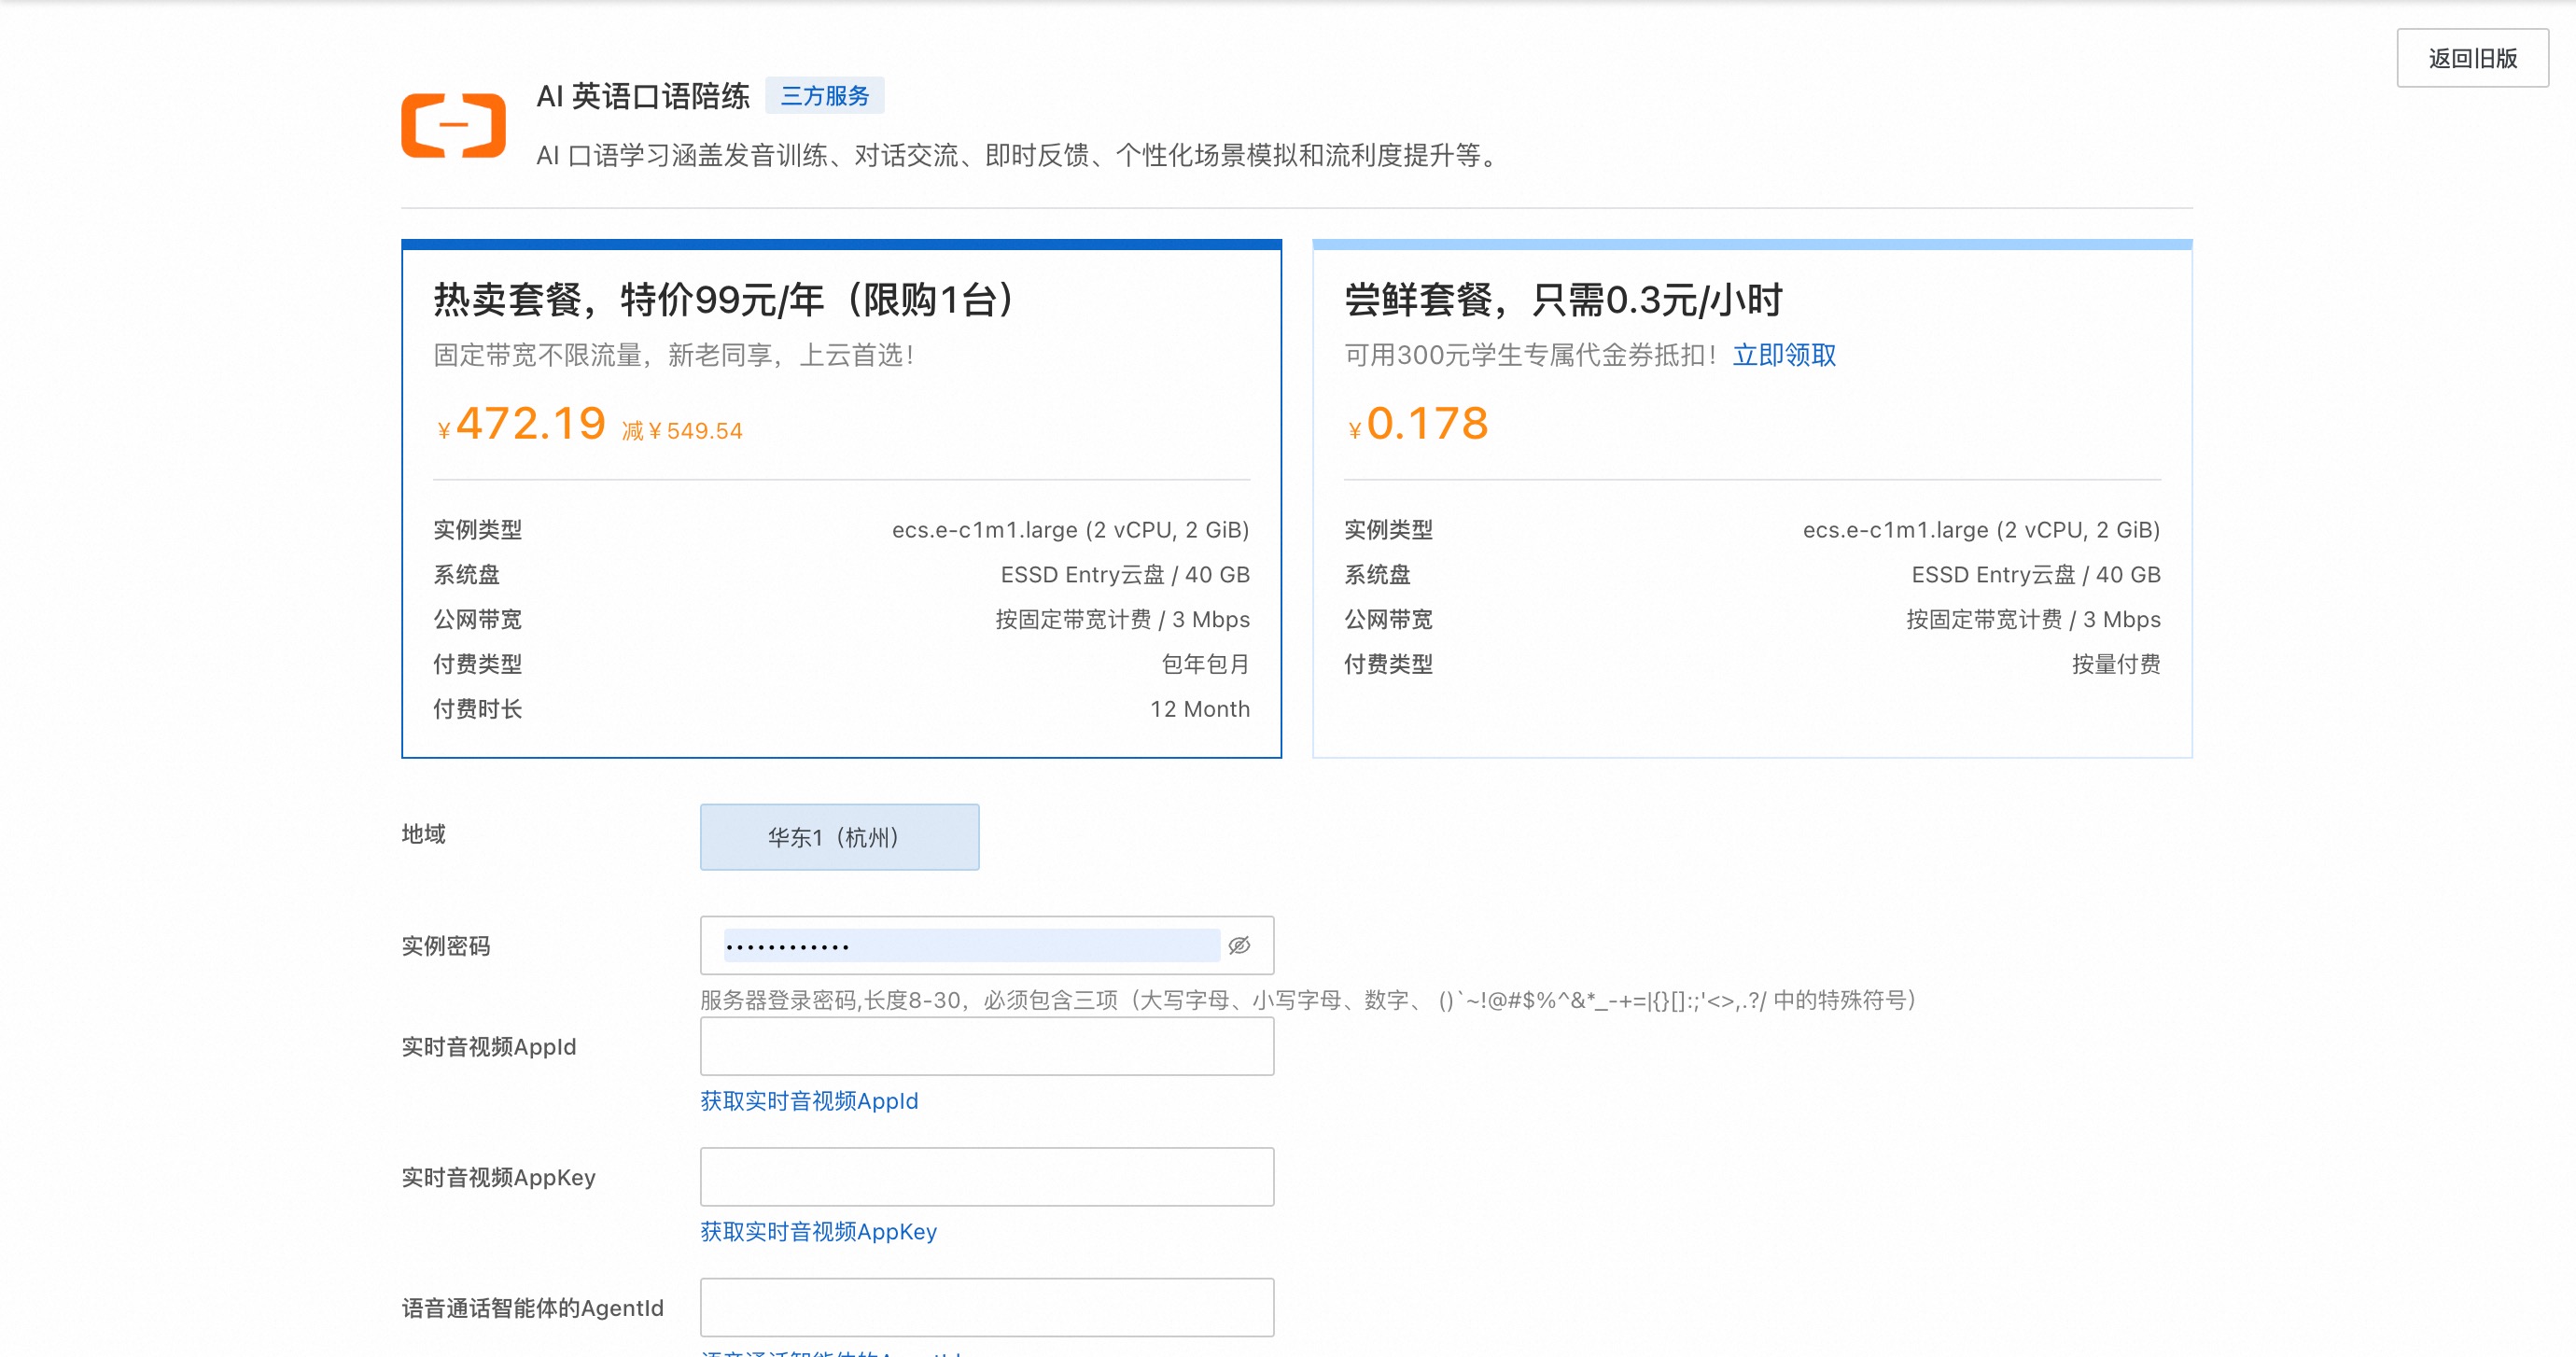 返回旧版
AI 英语口语陪练 三方服务
AI 口语学习涵盖发音训练、对话交流、即时反馈、个性化场景模拟和流利度提升等。
热卖套餐，特价99元/年（限购1台）
固定带宽不限流量，新老同享，上云首选！
¥472.19 减¥549.54
实例类型 ecs.e-c1m1.large (2 vCPU, 2 GiB)
系统盘 ESSD Entry云盘 / 40 GB
公网带宽 按固定带宽计费 / 3 Mbps
付费类型 包年包月
付费时长 12 Month
尝鲜套餐，只需0.3元/小时
可用300元学生专属代金券抵扣！立即领取
¥0.178
实例类型 ecs.e-c1m1.large (2 vCPU, 2 GiB)
系统盘 ESSD Entry云盘 / 40 GB
公网带宽 按固定带宽计费 / 3 Mbps
付费类型 按量付费
地域 华东1（杭州）
实例密码 ••••••••••••
服务器登录密码,长度8-30，必须包含三项（大写字母、小写字母、数字、 ()`~!@#$%^&*_-+=|{}[]:;'<>,.?/ 中的特殊符号）
实时音视频AppId
获取实时音视频AppId
实时音视频AppKey
获取实时音视频AppKey
语音通话智能体的AgentId